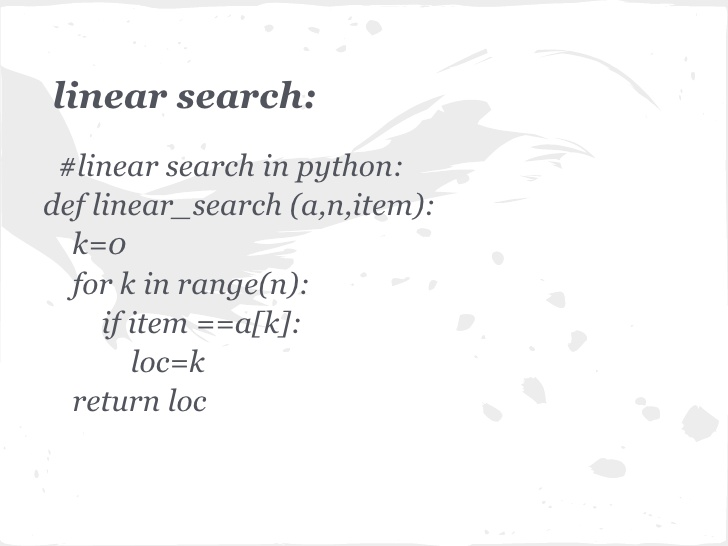 linear search:
#linear search in python:
def linear_search (a,n,item):
k=0
for k in range(n):
if item ==a[k]:
loc=k
return loc